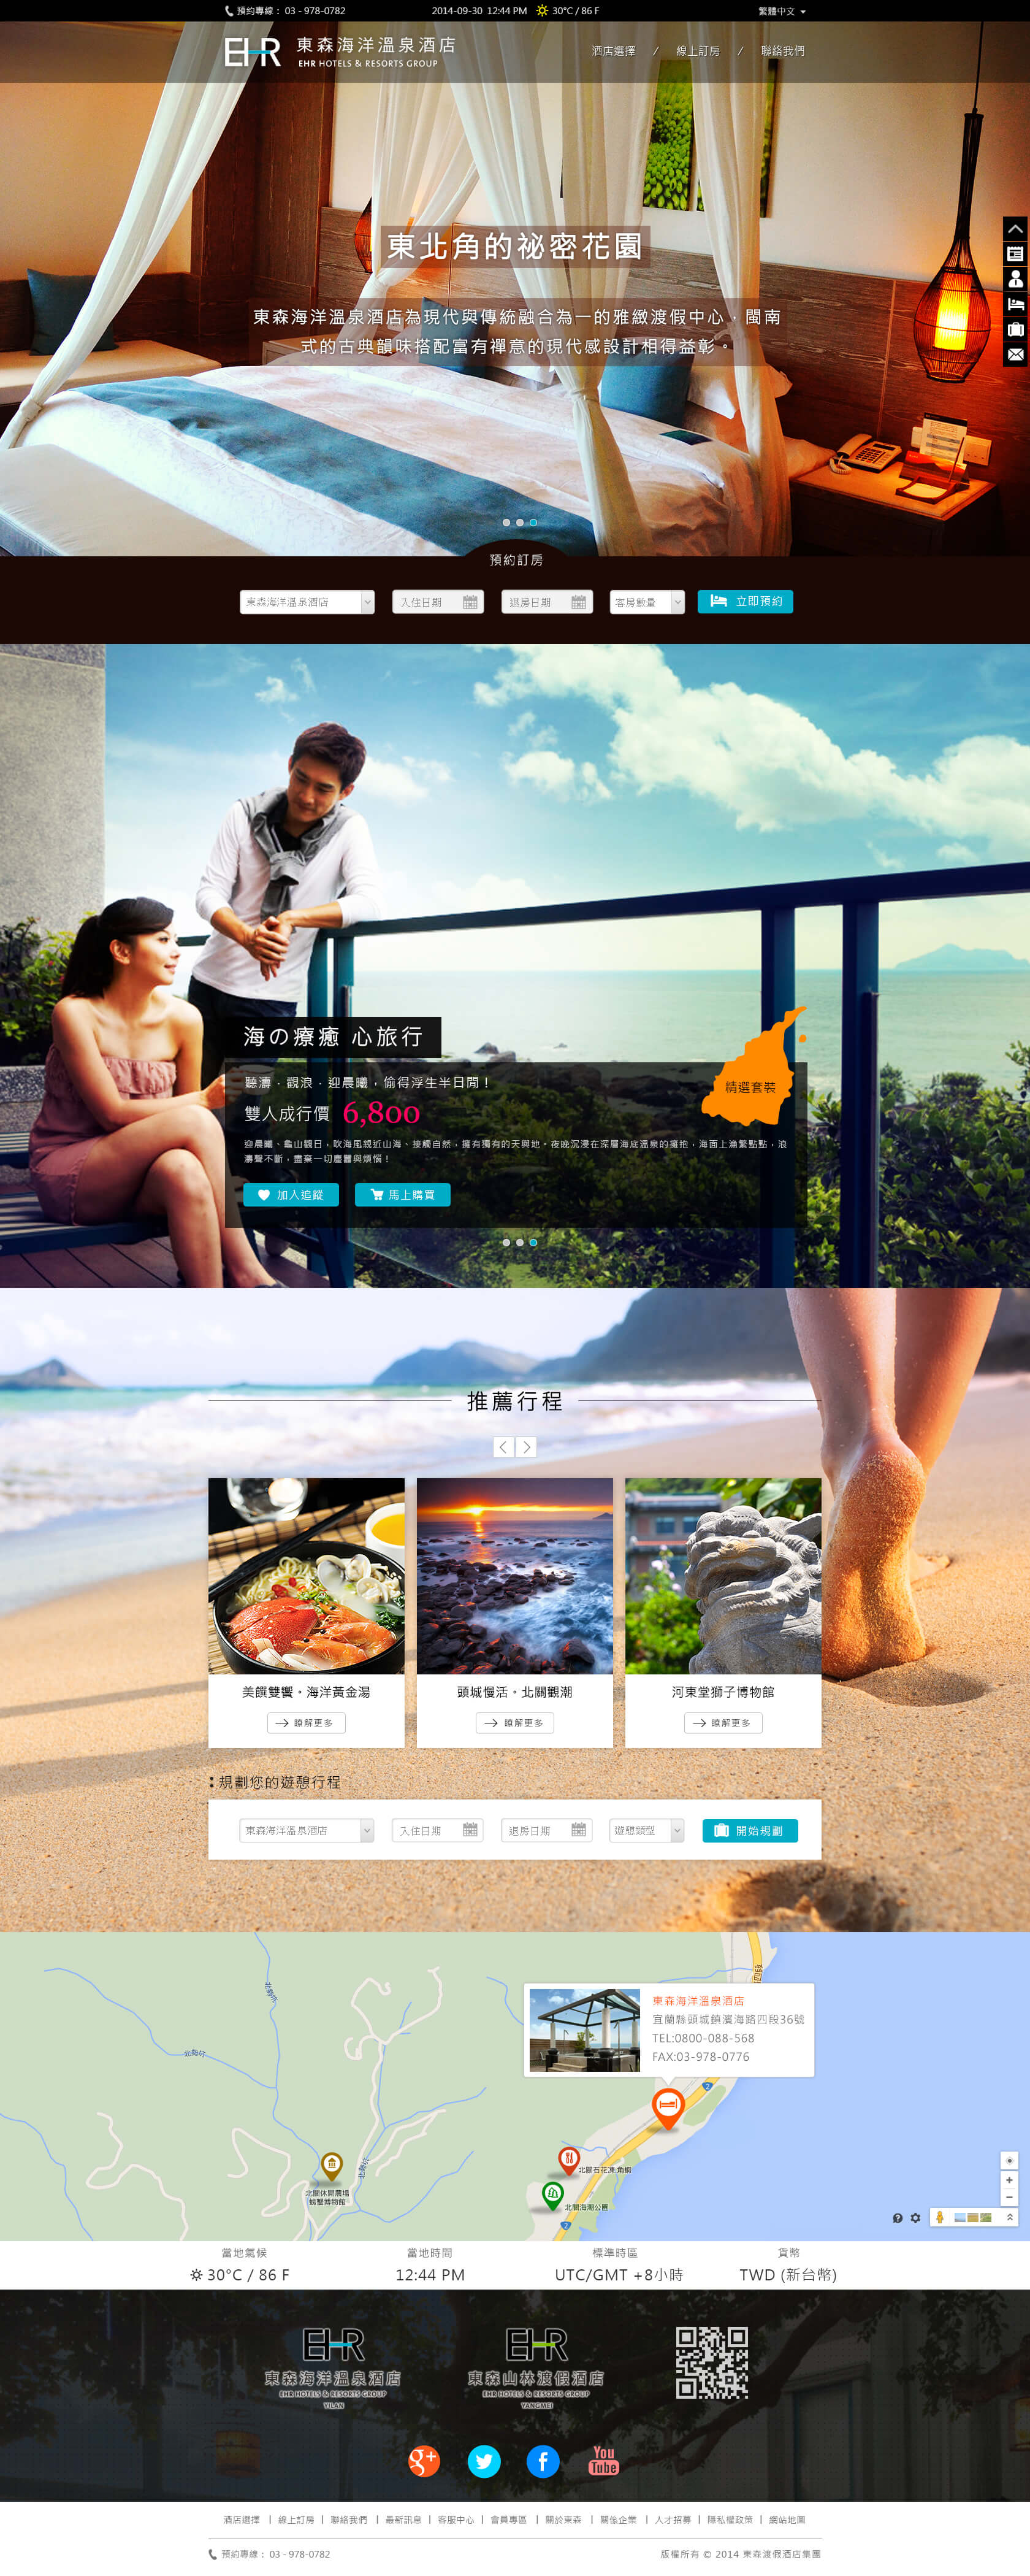 預約專線： 03 - 978-0782
2014-09-30 12:44 PM 30°C / 86 F
繁體中文
EHR 東森海洋溫泉酒店
EHR HOTELS & RESORTS GROUP
酒店選擇 / 線上訂房 / 聯絡我們
東北角的祕密花園
東森海洋溫泉酒店為現代與傳統融合為一的雅緻渡假中心，閩南
式的古典韻味搭配富有禪意的現代感設計相得益彰。
預約訂房
東森海洋溫泉酒店 入住日期 退房日期 客房數量 立即預約
海の療癒 心旅行
聽濤．觀浪．迎晨曦，偷得浮生半日閒！
雙人成行價 6,800
精選套裝
迎晨曦、龜山觀日，吹海風親近山海、接觸自然，擁有獨有的天與地。夜晚沉浸在深層海底溫泉的擁抱，海面上漁繁點點，浪
濤聲不斷，盡棄一切塵囂與煩惱！
加入追蹤 馬上購買
推薦行程
美饌雙饗。海洋黃金湯
瞭解更多
頭城慢活。北關觀潮
瞭解更多
河東堂獅子博物館
瞭解更多
規劃您的遊憩行程
東森海洋溫泉酒店 入住日期 退房日期 遊憩類型 開始規劃
東森海洋溫泉酒店
宜蘭縣頭城鎮濱海路四段36號
TEL:0800-088-568
FAX:03-978-0776
2
北關石花凍.角椆
北關休閒農場
螃蟹博物館
北關海潮公園
2
當地氣候 當地時間 標準時區 貨幣
30°C / 86 F 12:44 PM UTC/GMT +8小時 TWD (新台幣)
EHR
東森海洋溫泉酒店
EHR HOTELS & RESORTS GROUP
YILAN
EHR
東森山林渡假酒店
EHR HOTELS & RESORTS GROUP
YANGMEI
g+ f You Tube
酒店選擇 | 線上訂房 | 聯絡我們 | 最新訊息 | 客服中心 | 會員專區 | 關於東森 | 關係企業 | 人才招募 | 隱私權政策 | 網站地圖
預約專線： 03 - 978-0782
版權所有 © 2014 東森渡假酒店集團